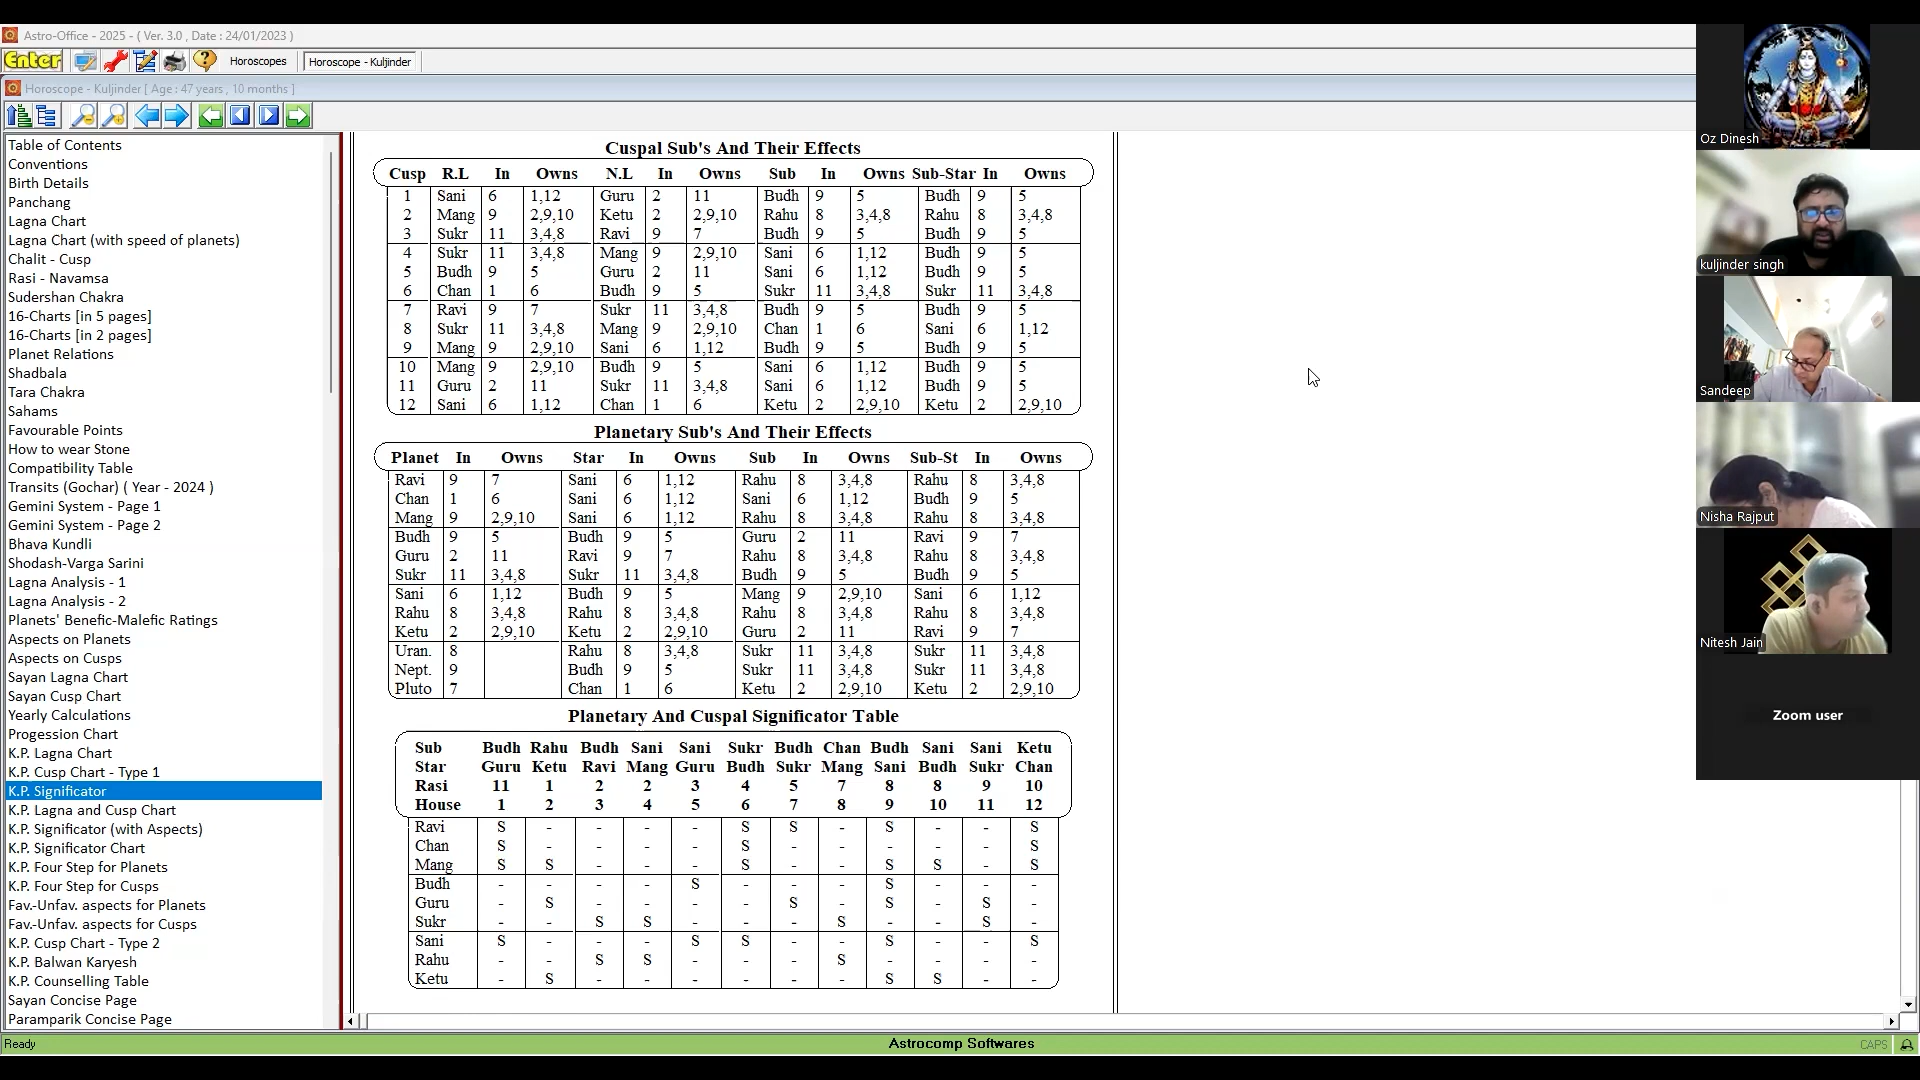 Astro-Office - 2025 - ( Ver. 3.0 , Date : 24/01/2023 )
Enter Horoscopes Horoscope - Kuljinder
Horoscope - Kuljinder [ Age : 47 years , 10 months ]
Table of Contents
Conventions
Birth Details
Panchang
Lagna Chart
Lagna Chart (with speed of planets)
Chalit - Cusp
Rasi - Navamsa
Sudershan Chakra
16-Charts [in 5 pages]
16-Charts [in 2 pages]
Planet Relations
Shadbala
Tara Chakra
Sahams
Favourable Points
How to wear Stone
Compatibility Table
Transits (Gochar) ( Year - 2024 )
Gemini System - Page 1
Gemini System - Page 2
Bhava Kundli
Shodash-Varga Sarini
Lagna Analysis - 1
Lagna Analysis - 2
Planets' Benefic-Malefic Ratings
Aspects on Planets
Aspects on Cusps
Sayan Lagna Chart
Sayan Cusp Chart
Yearly Calculations
Progession Chart
K.P. Lagna Chart
K.P. Cusp Chart - Type 1
K.P. Significator
K.P. Lagna and Cusp Chart
K.P. Significator (with Aspects)
K.P. Significator Chart
K.P. Four Step for Planets
K.P. Four Step for Cusps
Fav.-Unfav. aspects for Planets
Fav.-Unfav. aspects for Cusps
K.P. Cusp Chart - Type 2
K.P. Balwan Karyesh
K.P. Counselling Table
Sayan Concise Page
Paramparik Concise Page
Cuspal Sub's And Their Effects
Cusp R.L In Owns N.L In Owns Sub In Owns Sub-Star In Owns
1 Sani 6 1,12 Guru 2 11 Budh 9 5 Budh 9 5
2 Mang 9 2,9,10 Ketu 2 2,9,10 Rahu 8 3,4,8 Rahu 8 3,4,8
3 Sukr 11 3,4,8 Ravi 9 7 Budh 9 5 Budh 9 5
4 Sukr 11 3,4,8 Mang 9 2,9,10 Sani 6 1,12 Budh 9 5
5 Budh 9 5 Guru 2 11 Sani 6 1,12 Budh 9 5
6 Chan 1 6 Budh 9 5 Sukr 11 3,4,8 Sukr 11 3,4,8
7 Ravi 9 7 Sukr 11 3,4,8 Budh 9 5 Budh 9 5
8 Sukr 11 3,4,8 Mang 9 2,9,10 Chan 1 6 Sani 6 1,12
9 Mang 9 2,9,10 Sani 6 1,12 Budh 9 5 Budh 9 5
10 Mang 9 2,9,10 Budh 9 5 Sani 6 1,12 Budh 9 5
11 Guru 2 11 Sukr 11 3,4,8 Sani 6 1,12 Budh 9 5
12 Sani 6 1,12 Chan 1 6 Ketu 2 2,9,10 Ketu 2 2,9,10
Planetary Sub's And Their Effects
Planet In Owns Star In Owns Sub In Owns Sub-St In Owns
Ravi 9 7 Sani 6 1,12 Rahu 8 3,4,8 Rahu 8 3,4,8
Chan 1 6 Sani 6 1,12 Sani 6 1,12 Budh 9 5
Mang 9 2,9,10 Sani 6 1,12 Rahu 8 3,4,8 Rahu 8 3,4,8
Budh 9 5 Budh 9 5 Guru 2 11 Ravi 9 7
Guru 2 11 Ravi 9 7 Rahu 8 3,4,8 Rahu 8 3,4,8
Sukr 11 3,4,8 Sukr 11 3,4,8 Budh 9 5 Budh 9 5
Sani 6 1,12 Budh 9 5 Mang 9 2,9,10 Sani 6 1,12
Rahu 8 3,4,8 Rahu 8 3,4,8 Rahu 8 3,4,8 Rahu 8 3,4,8
Ketu 2 2,9,10 Ketu 2 2,9,10 Guru 2 11 Ravi 9 7
Uran. 8 Rahu 8 3,4,8 Sukr 11 3,4,8 Sukr 11 3,4,8
Nept. 9 Budh 9 5 Sukr 11 3,4,8 Sukr 11 3,4,8
Pluto 7 Chan 1 6 Ketu 2 2,9,10 Ketu 2 2,9,10
Planetary And Cuspal Significator Table
Sub Budh Rahu Budh Sani Sani Sukr Budh Chan Budh Sani Sani Ketu
Star Guru Ketu Ravi Mang Guru Budh Sukr Mang Sani Budh Sukr Chan
Rasi 11 1 2 2 3 4 5 7 8 8 9 10
House 1 2 3 4 5 6 7 8 9 10 11 12
Ravi S - - - - S S - S - - S
Chan S - - - - S - - - - - S
Mang S S - - - S - - S S - S
Budh - - - - S - - - S - - -
Guru - S - - - - S - S - S -
Sukr - - S S - - - S - - S -
Sani S - - - S S - - S - - S
Rahu - - S S - - - S - - - -
Ketu - S - - - - - - S S - -
Oz Dinesh
kuljinder singh
Sandeep
Nisha Rajput
Nitesh Jain
Zoom user
Ready Astrocomp Softwares CAPS